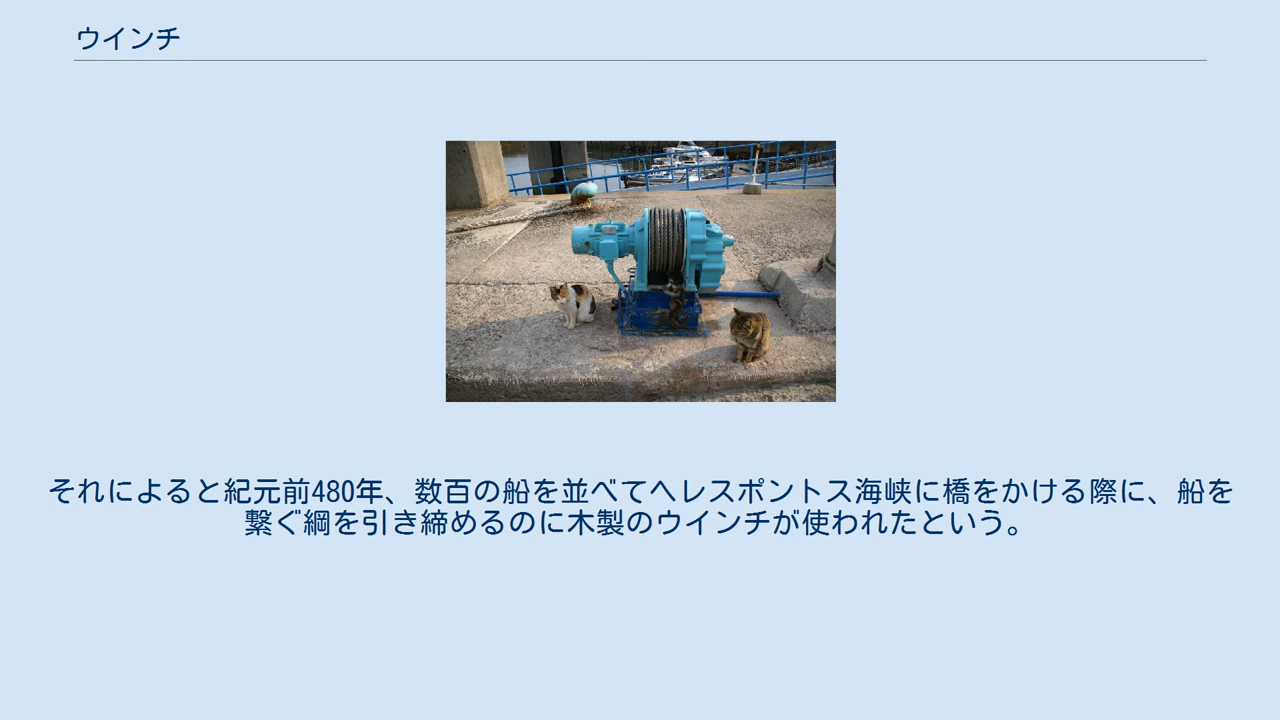 ウインチ
それによると紀元前480年、数百の船を並べてヘレスポントス海峡に橋をかける際に、船を
繋ぐ綱を引き締めるのに木製のウインチが使われたという。